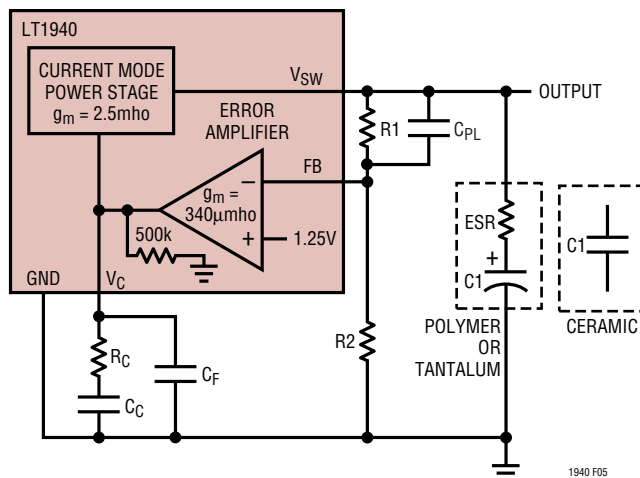 LT1940
CURRENT MODE
POWER STAGE
gm = 2.5mho
VSW
OUTPUT
ERROR
AMPLIFIER
R1
CPL
FB
gm =
340µmho
–
+
1.25V
500k
ESR
+
C1
C1
GND
VC
R2
POLYMER
OR
TANTALUM
CERAMIC
RC
CF
CC
1940 F05